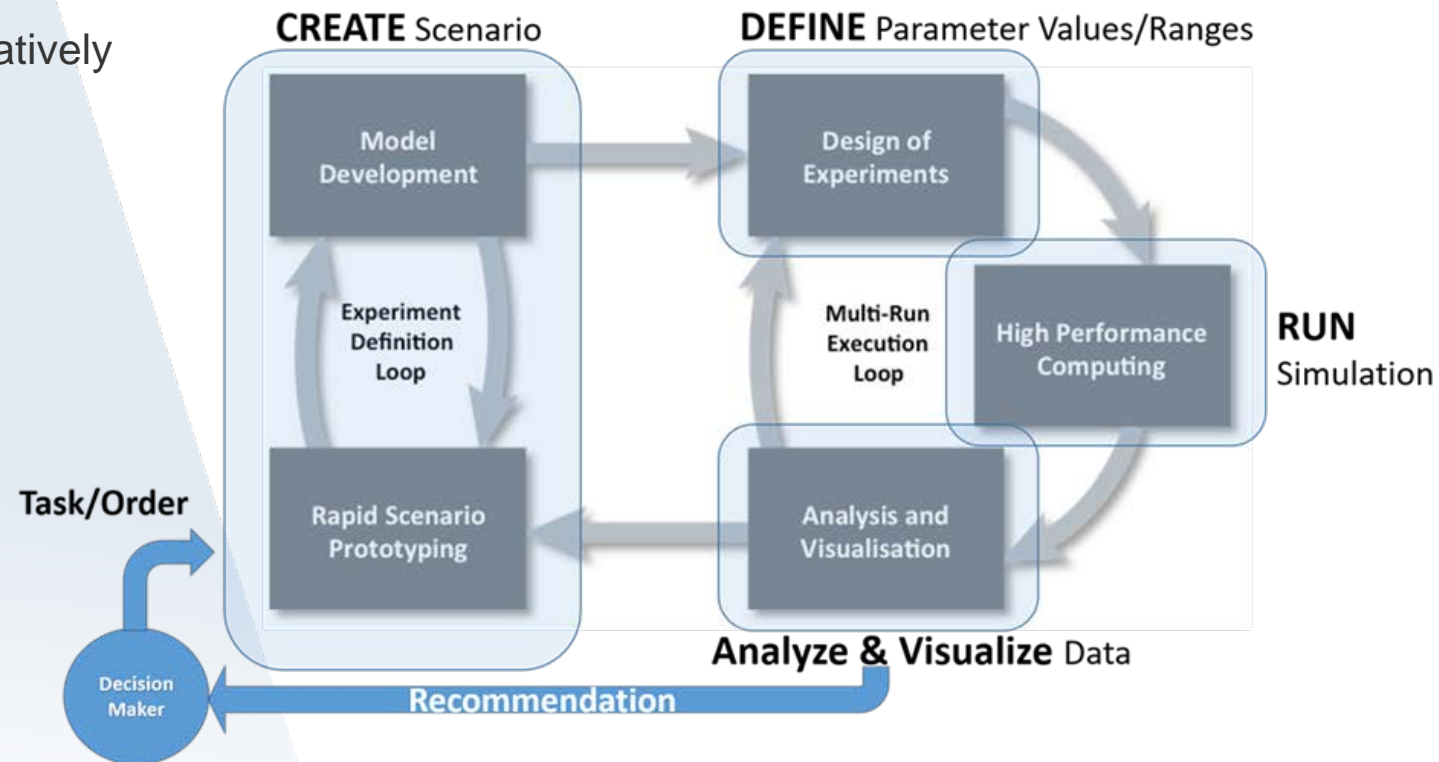 atively
CREATE Scenario
DEFINE Parameter Values/Ranges
Model
Development
Design of
Experiments
Experiment
Definition
Loop
Multi-Run
Execution
Loop
High Performance
Computing
RUN
Simulation
Task/Order
Rapid Scenario
Prototyping
Analysis and
Visualisation
Analyze & Visualize Data
Decision
Maker
Recommendation